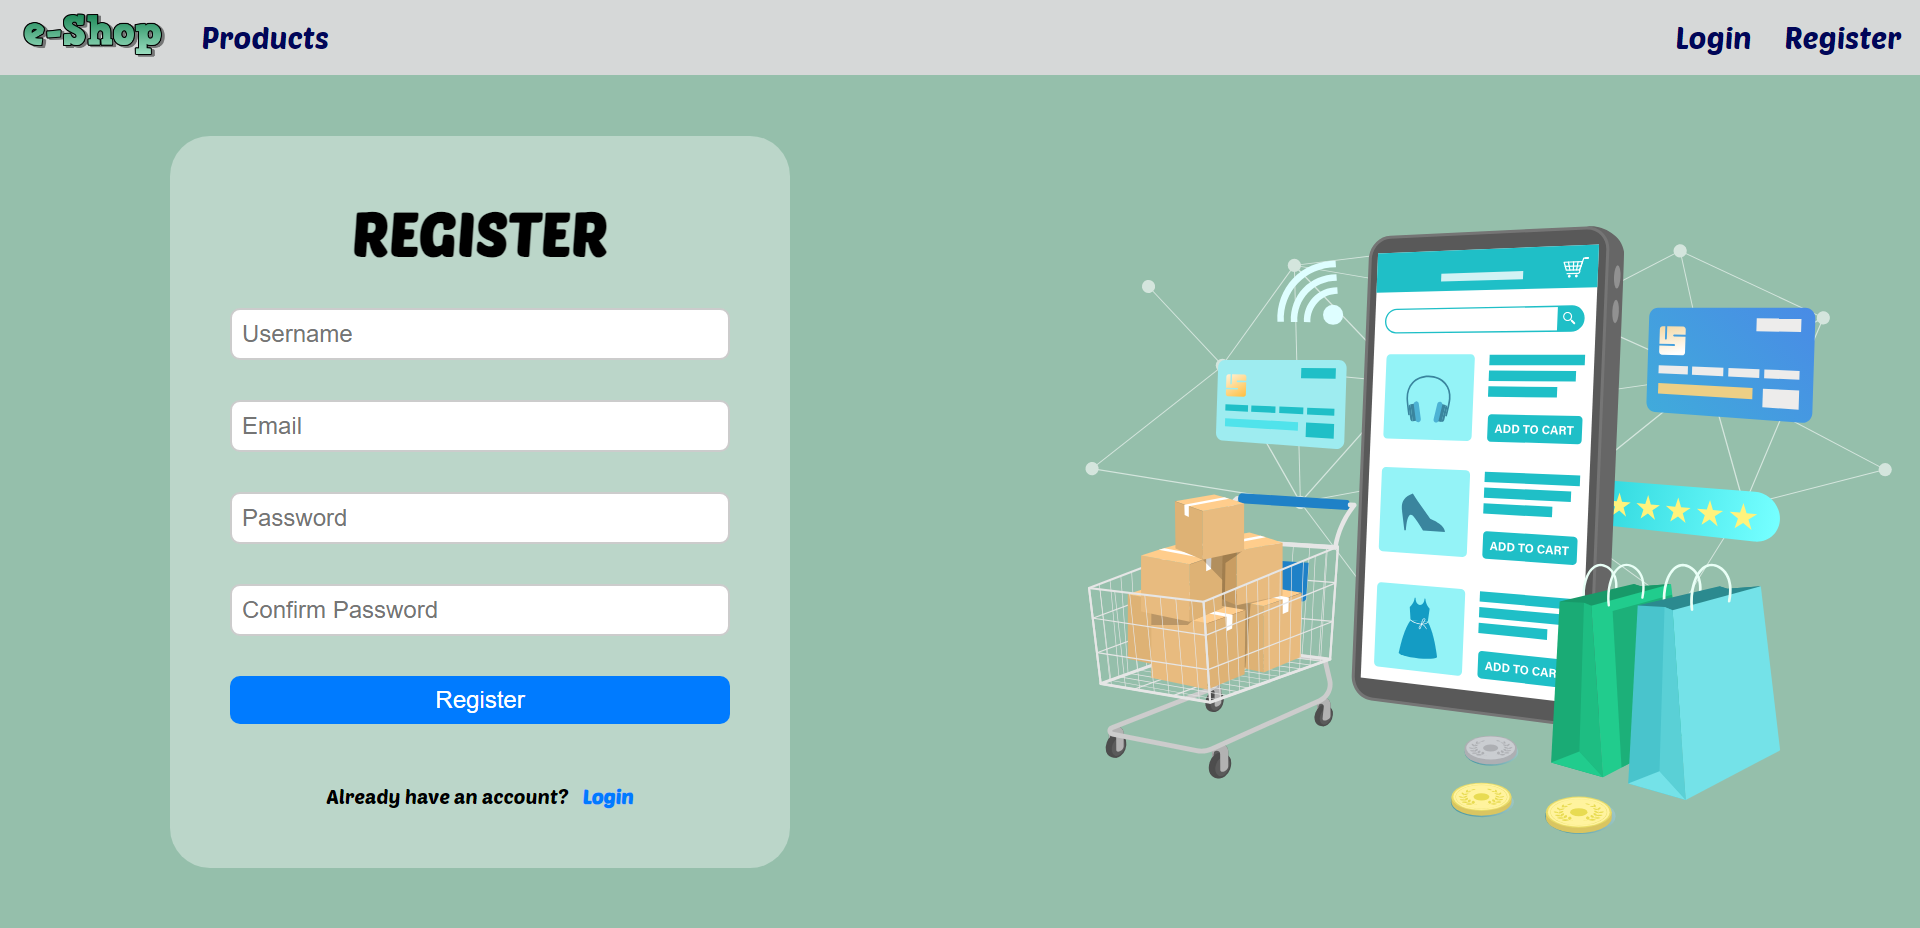 e-Shop
Products
Login
Register
REGISTER
Username
Email
Password
Confirm Password
Register
Already have an account? Login
ADD TO CART
ADD TO CART
ADD TO CAR